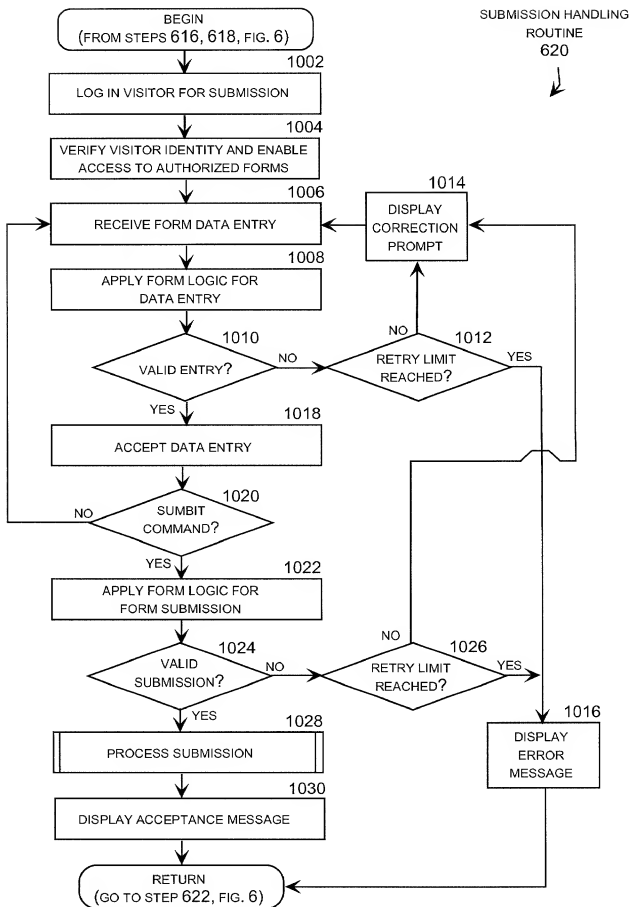 BEGIN
(FROM STEPS 616, 618, FIG. 6)
SUBMISSION HANDLING
ROUTINE
620
1002
LOG IN VISITOR FOR SUBMISSION
1004
VERIFY VISITOR IDENTITY AND ENABLE
ACCESS TO AUTHORIZED FORMS
1006
RECEIVE FORM DATA ENTRY
1014
DISPLAY
CORRECTION
PROMPT
1008
APPLY FORM LOGIC FOR
DATA ENTRY
1010
VALID ENTRY?
NO
YES
1012
RETRY LIMIT
REACHED?
NO
YES
1018
ACCEPT DATA ENTRY
1020
SUMBIT
COMMAND?
NO
YES
1022
APPLY FORM LOGIC FOR
FORM SUBMISSION
1024
VALID
SUBMISSION?
NO
YES
1026
RETRY LIMIT
REACHED?
NO
YES
1028
PROCESS SUBMISSION
1016
DISPLAY
ERROR
MESSAGE
1030
DISPLAY ACCEPTANCE MESSAGE
RETURN
(GO TO STEP 622, FIG. 6)